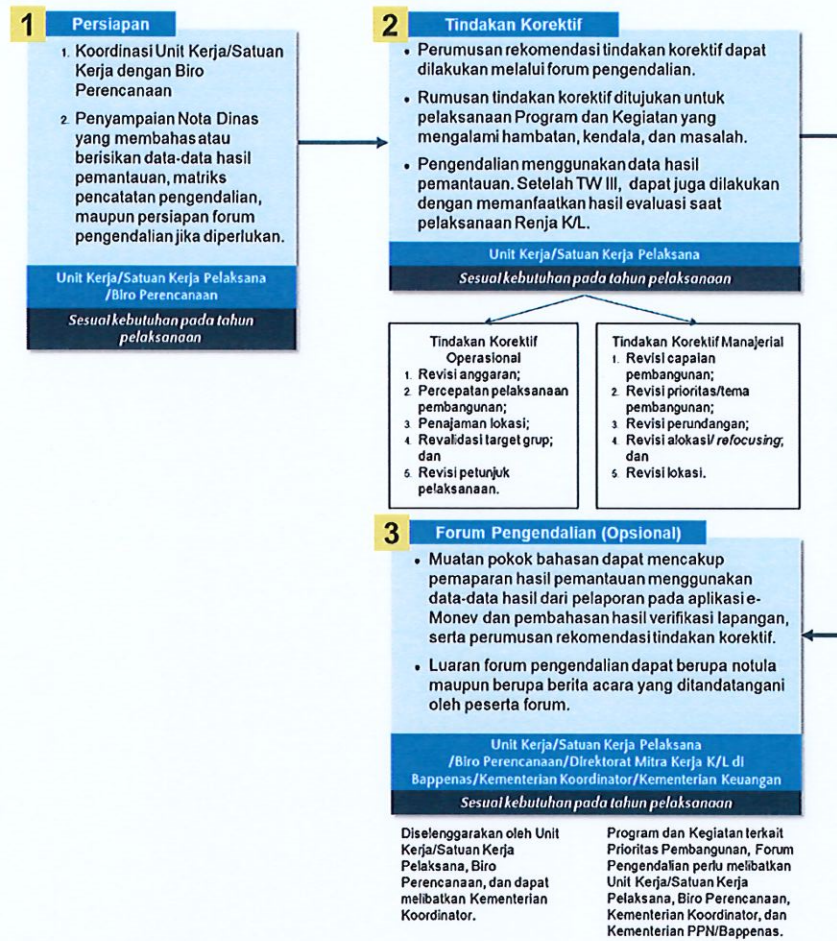 1 Persiapan
1. Koordinasi Unit Kerja/Satuan
Kerja dengan Biro
Perencanaan
2. Penyampaian Nota Dinas
yang membahas atau
berisikan data-data hasil
pemantauan, matriks
pencatatan pengendalian,
maupun persiapan forum
pengendalian jika diperlukan.
Unit Kerja/Satuan Kerja Pelaksana
/Biro Perencanaan
Sesuai kebutuhan pada tahun
pelaksanaan
2 Tindakan Korektif
• Perumusan rekomendasi tindakan korektif dapat
dilakukan melalui forum pengendalian.
• Rumusan tindakan korektif ditujukan untuk
pelaksanaan Program dan Kegiatan yang
mengalami hambatan, kendala, dan masalah.
• Pengendalian menggunakan data hasil
pemantauan. Setelah TW III, dapat juga dilakukan
dengan memanfaatkan hasil evaluasi saat
pelaksanaan Renja K/L.
Unit Kerja/Satuan Kerja Pelaksana
Sesuai kebutuhan pada tahun pelaksanaan
Tindakan Korektif
Operasional
1. Revisi anggaran;
2. Percepatan pelaksanaan
pembangunan;
3. Penajaman lokasi;
4. Revalidasi target grup;
dan
5. Revisi petunjuk
pelaksanaan.
Tindakan Korektif Manajerial
1. Revisi capaian
pembangunan;
2. Revisi prioritas/tema
pembangunan;
3. Revisi perundangan;
4. Revisi alokasi/ refocusing;
dan
5. Revisi lokasi.
3 Forum Pengendalian (Opsional)
• Muatan pokok bahasan dapat mencakup
pemaparan hasil pemantauan menggunakan
data-data hasil dari pelaporan pada aplikasi e-
Monev dan pembahasan hasil verifikasi lapangan,
serta perumusan rekomendasi tindakan korektif.
• Luaran forum pengendalian dapat berupa notula
maupun berupa berita acara yang ditandatangani
oleh peserta forum.
Unit Kerja/Satuan Kerja Pelaksana
/Biro Perencanaan/Direktorat Mitra Kerja K/L di
Bappenas/Kementerian Koordinator/Kementerian Keuangan
Sesuai kebutuhan pada tahun pelaksanaan
Diselenggarakan oleh Unit
Kerja/Satuan Kerja
Pelaksana, Biro
Perencanaan, dan dapat
melibatkan Kementerian
Koordinator.
Program dan Kegiatan terkait
Prioritas Pembangunan, Forum
Pengendalian perlu melibatkan
Unit Kerja/Satuan Kerja
Pelaksana, Biro Perencanaan,
Kementerian Koordinator, dan
Kementerian PPN/Bappenas.